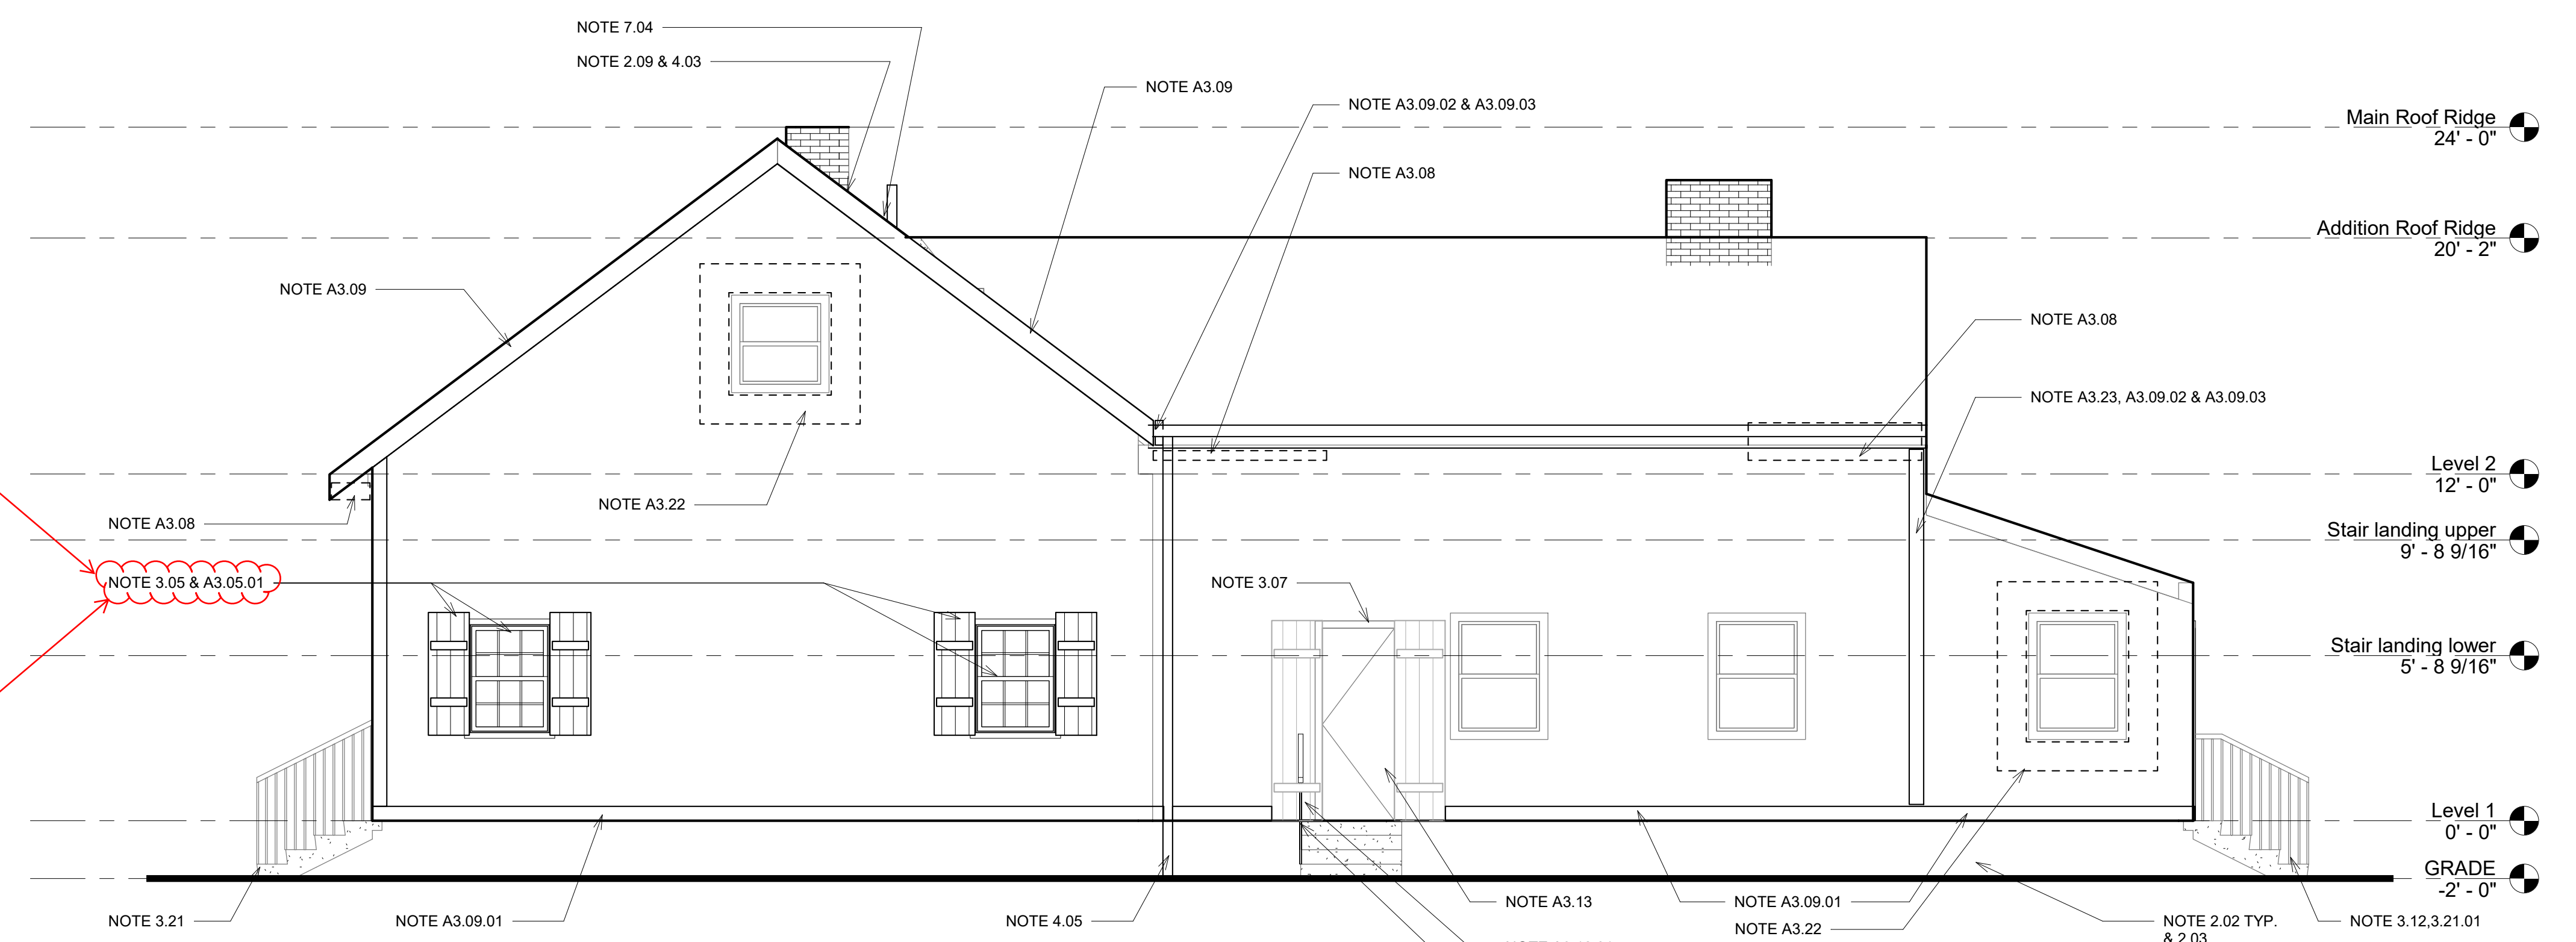 NOTE 7.04
NOTE 2.09 & 4.03
NOTE A3.09
NOTE A3.09.02 & A3.09.03
Main Roof Ridge
24' - 0"
NOTE A3.08
Addition Roof Ridge
20' - 2"
NOTE A3.09
NOTE A3.08
NOTE A3.23, A3.09.02 & A3.09.03
Level 2
12' - 0"
NOTE A3.22
NOTE A3.08
Stair landing upper
9' - 8 9/16"
NOTE 3.05 & A3.05.01
NOTE 3.07
Stair landing lower
5' - 8 9/16"
Level 1
0' - 0"
GRADE
-2' - 0"
NOTE 3.21
NOTE A3.09.01
NOTE 4.05
NOTE A3.13
NOTE A3.09.01
NOTE A3.22
NOTE 2.02 TYP.
& 2.03
NOTE 3.12,3.21.01